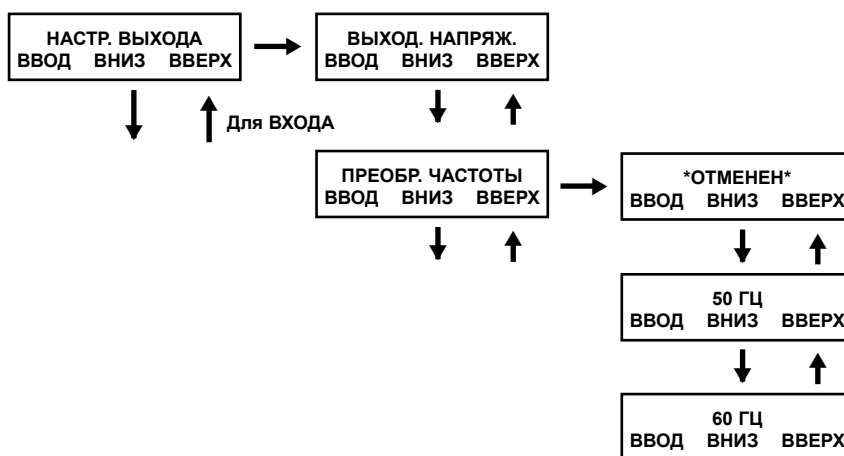 НАСТР. ВЫХОДА
ВВОД ВНИЗ ВВЕРХ
ВЫХОД. НАПРЯЖ.
ВВОД ВНИЗ ВВЕРХ
Для ВХОДА
ПРЕОБР. ЧАСТОТЫ
ВВОД ВНИЗ ВВЕРХ
*ОТМЕНЕН*
ВВОД ВНИЗ ВВЕРХ
50 ГЦ
ВВОД ВНИЗ ВВЕРХ
60 ГЦ
ВВОД ВНИЗ ВВЕРХ